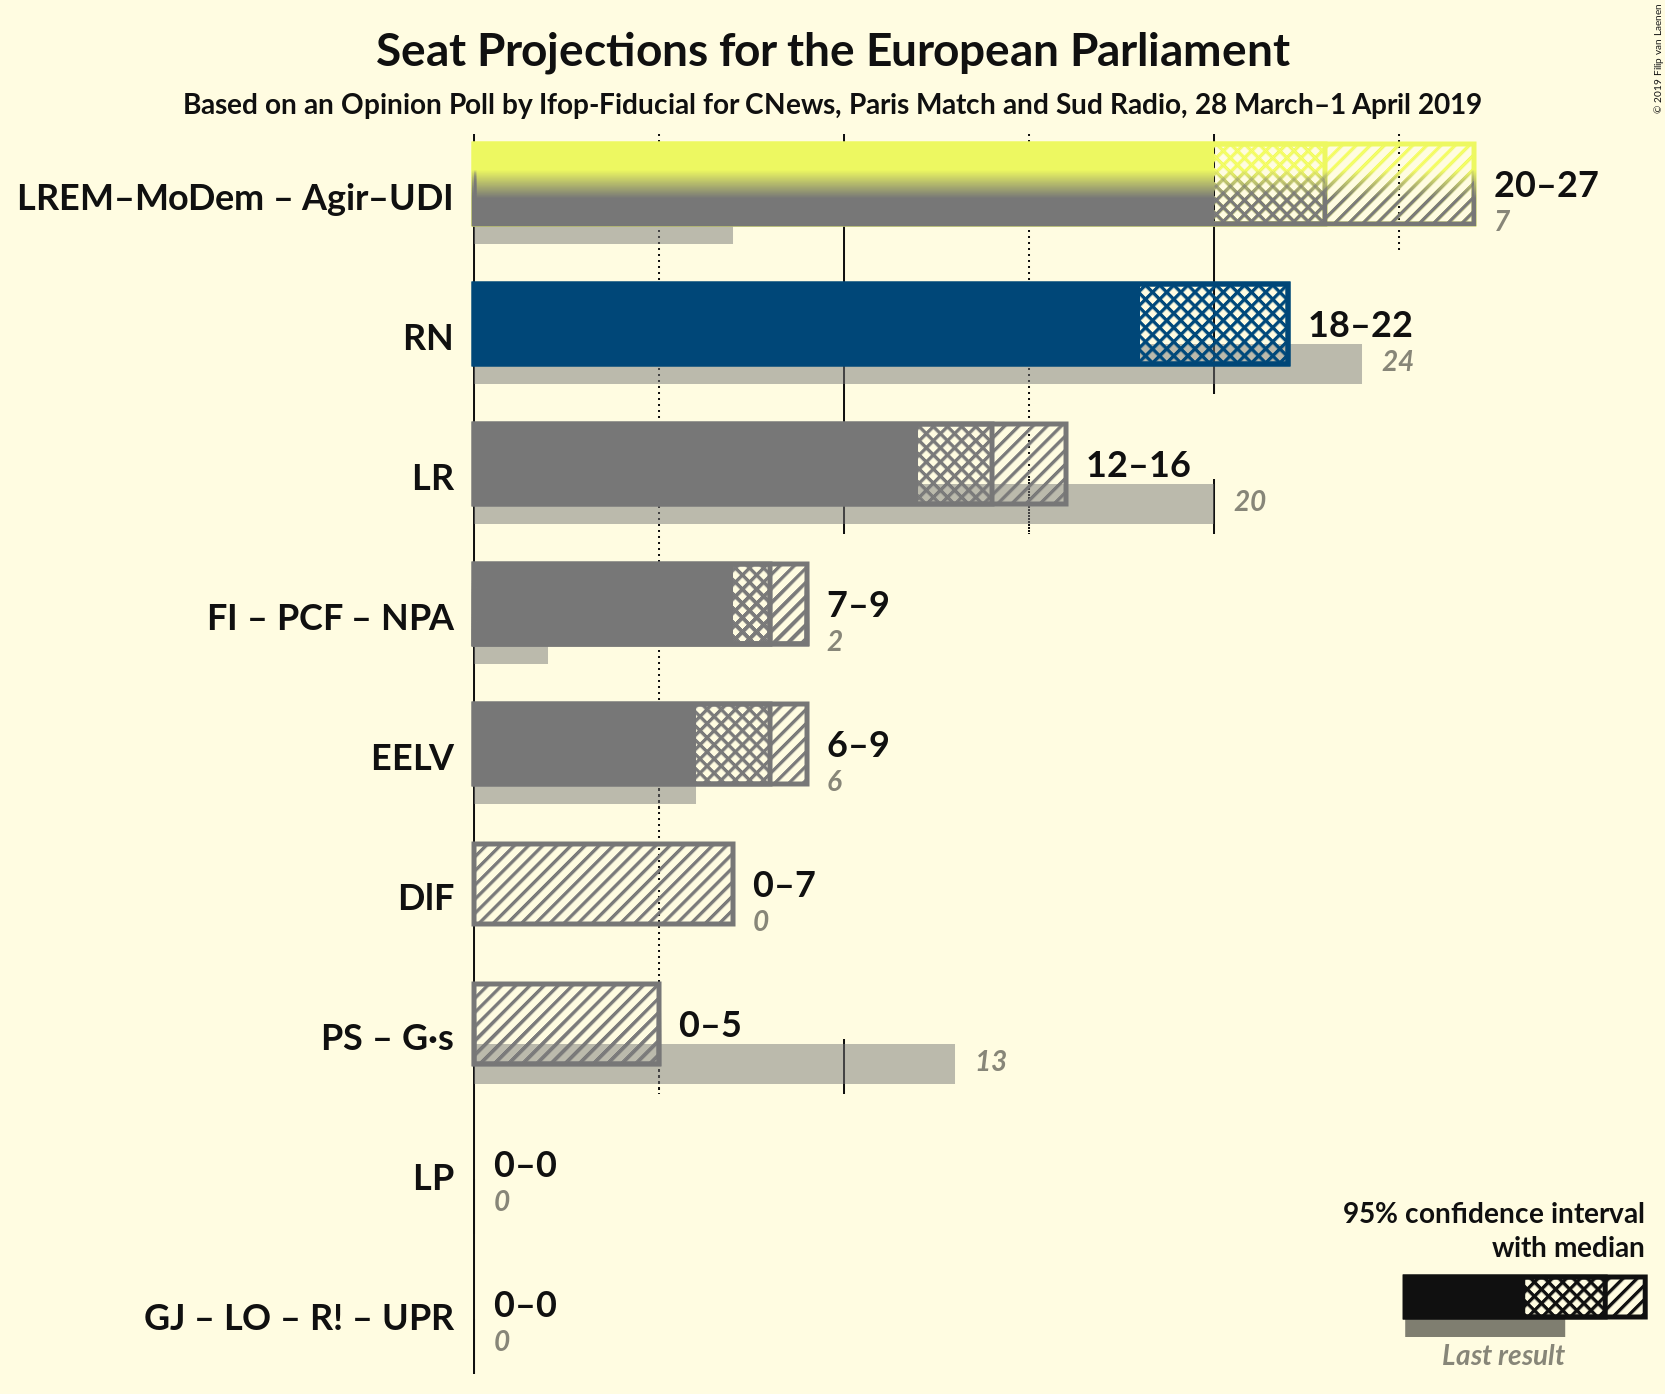 Seat Projections for the European Parliament
Based on an Opinion Poll by Ifop-Fiducial for CNews, Paris Match and Sud Radio, 28 March–1 April 2019
© 2019 Filip van Laenen
LREM–MoDem – Agir–UDI
20–27
7
RN
18–22
24
LR
12–16
20
FI – PCF – NPA
7–9
2
EELV
6–9
6
DlF
0–7
0
PS – G·s
0–5
13
LP
0–0
0
GJ – LO – R! – UPR
0–0
0
95% confidence interval
with median
Last result